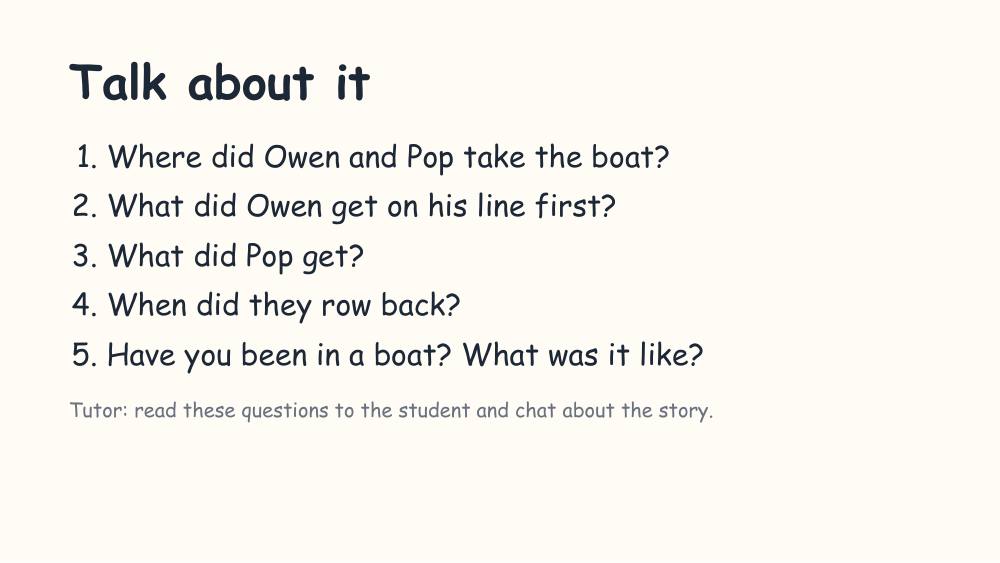 Talk about it
1. Where did Owen and Pop take the boat?
2. What did Owen get on his line first?
3. What did Pop get?
4. When did they row back?
5. Have you been in a boat? What was it like?
Tutor: read these questions to the student and chat about the story.